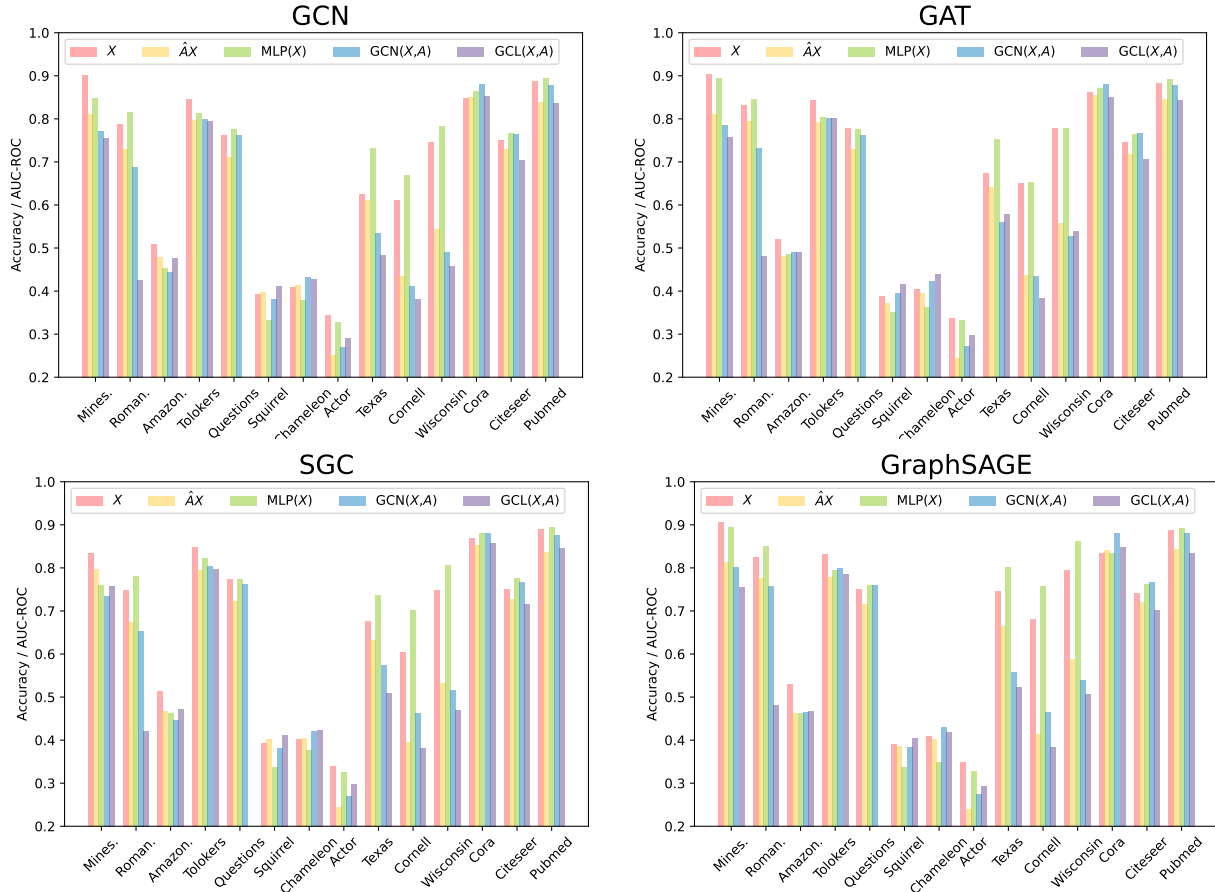 GCN
1.0
0.9
0.8
0.7
0.6
0.5
0.4
0.3
0.2
Accuracy / AUC-ROC
X ÂX MLP(X) GCN(X,A) GCL(X,A)
Mines. Roman. Amazon. Tolokers Questions Squirrel Chameleon Actor Texas Cornell Wisconsin Cora Citeseer Pubmed
GAT
1.0
0.9
0.8
0.7
0.6
0.5
0.4
0.3
0.2
Accuracy / AUC-ROC
X ÂX MLP(X) GCN(X,A) GCL(X,A)
Mines. Roman. Amazon. Tolokers Questions Squirrel Chameleon Actor Texas Cornell Wisconsin Cora Citeseer Pubmed
SGC
1.0
0.9
0.8
0.7
0.6
0.5
0.4
0.3
0.2
Accuracy / AUC-ROC
X ÂX MLP(X) GCN(X,A) GCL(X,A)
Mines. Roman. Amazon. Tolokers Questions Squirrel Chameleon Actor Texas Cornell Wisconsin Cora Citeseer Pubmed
GraphSAGE
1.0
0.9
0.8
0.7
0.6
0.5
0.4
0.3
0.2
Accuracy / AUC-ROC
X ÂX MLP(X) GCN(X,A) GCL(X,A)
Mines. Roman. Amazon. Tolokers Questions Squirrel Chameleon Actor Texas Cornell Wisconsin Cora Citeseer Pubmed